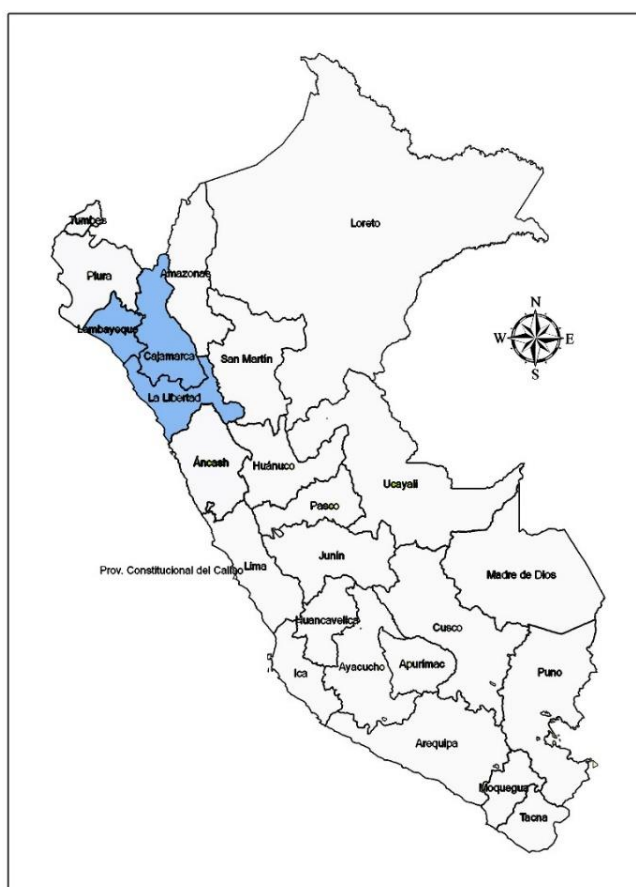 Loreto
Tumbes
Piura
Amazonas
N
W
E
S
Lambayeque
Cajamarca
San Martín
La Libertad
Áncash
Huánuco
Ucayali
Pasco
Junín
Prov. Constitucional del Callao
Lima
Madre de Dios
Huancavelica
Cusco
Ica
Ayacucho
Apurímac
Puno
Arequipa
Moquegua
Tacna